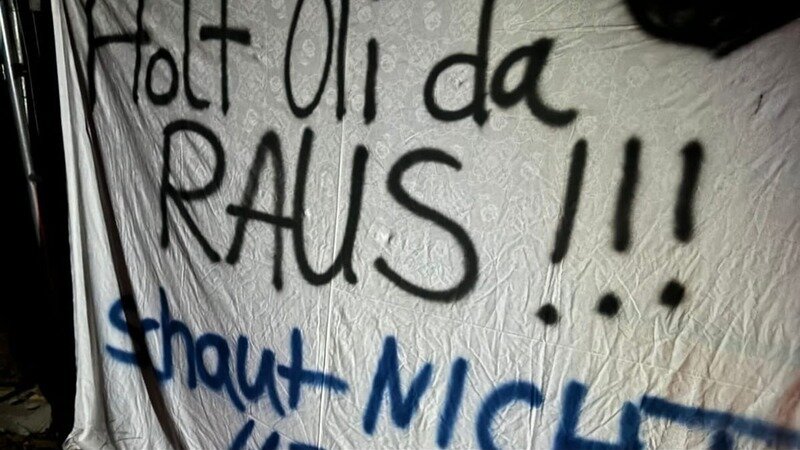 Holt Oli da
RAUS!!!
schaut NICHT